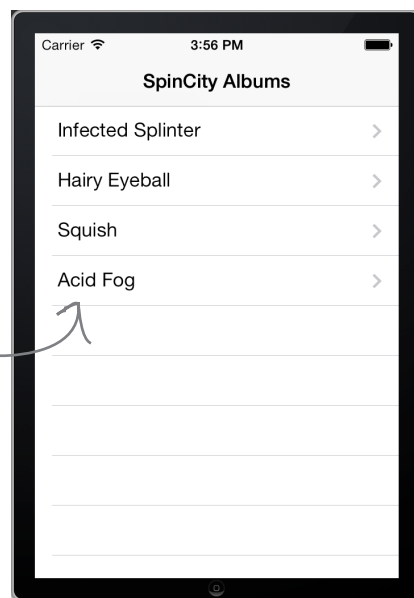 Carrier 3:56 PM
SpinCity Albums
Infected Splinter
Hairy Eyeball
Squish
Acid Fog